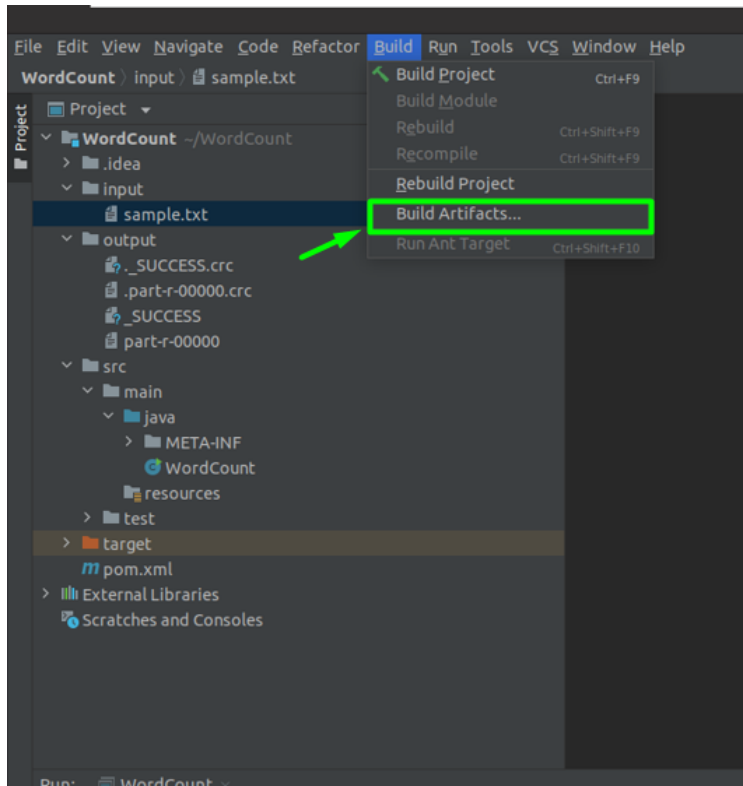 File Edit View Navigate Code Refactor Build Run Tools VCS Window Help
WordCount input sample.txt
Build Project Ctrl+F9
Build Module
Rebuild Ctrl+Shift+F9
Recompile Ctrl+Shift+F9
Rebuild Project
Build Artifacts...
Run Ant Target Ctrl+Shift+F10
Project
Project
WordCount ~/WordCount
.idea
input
sample.txt
output
._SUCCESS.crc
.part-r-00000.crc
_SUCCESS
part-r-00000
src
main
java
META-INF
WordCount
resources
test
target
pom.xml
External Libraries
Scratches and Consoles
Run: WordCount